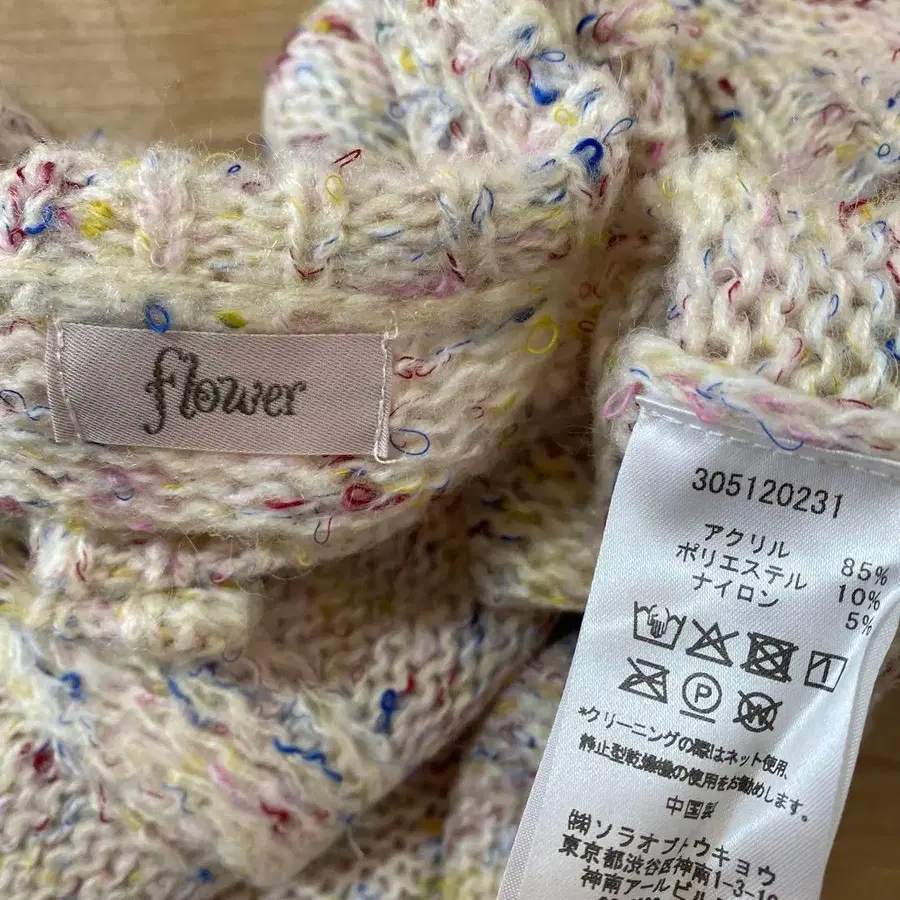 flower
305120231
アクリル 85%
ポリエステル 10%
ナイロン 5%
P
W
*クリーニングの際はネット使用、
静止型乾燥機の使用をお勧めします。
中国製
㈱ソラオブトウキョウ
東京都渋谷区神南1-3-10
神南アールビル